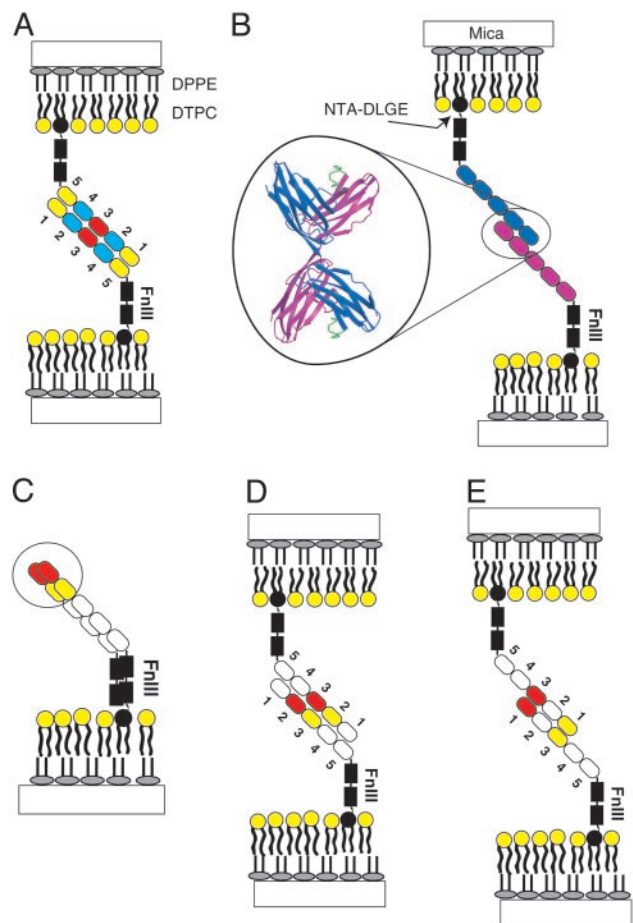 A
DPPE
DTPC
5 4 3 2 1
1 2 3 4 5
FnIII
B
Mica
NTA-DLGE
FnIII
C
FnIII
D
5 4 3 2 1
1 2 3 4 5
FnIII
E
5 4 3 2 1
1 2 3 4 5
FnIII